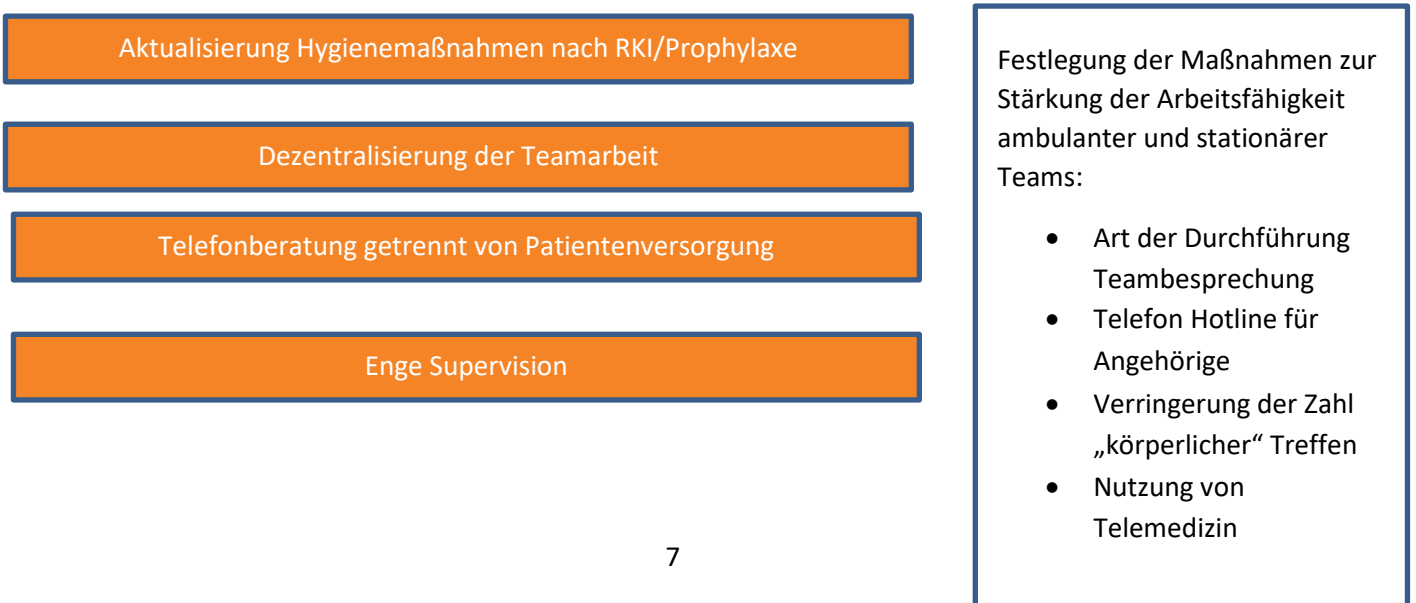 Aktualisierung Hygienemaßnahmen nach RKI/Prophylaxe
Dezentralisierung der Teamarbeit
Telefonberatung getrennt von Patientenversorgung
Enge Supervision
Festlegung der Maßnahmen zur
Stärkung der Arbeitsfähigkeit
ambulanter und stationärer
Teams:
• Art der Durchführung
Teambesprechung
• Telefon Hotline für
Angehörige
• Verringerung der Zahl
„körperlicher“ Treffen
• Nutzung von
Telemedizin
7